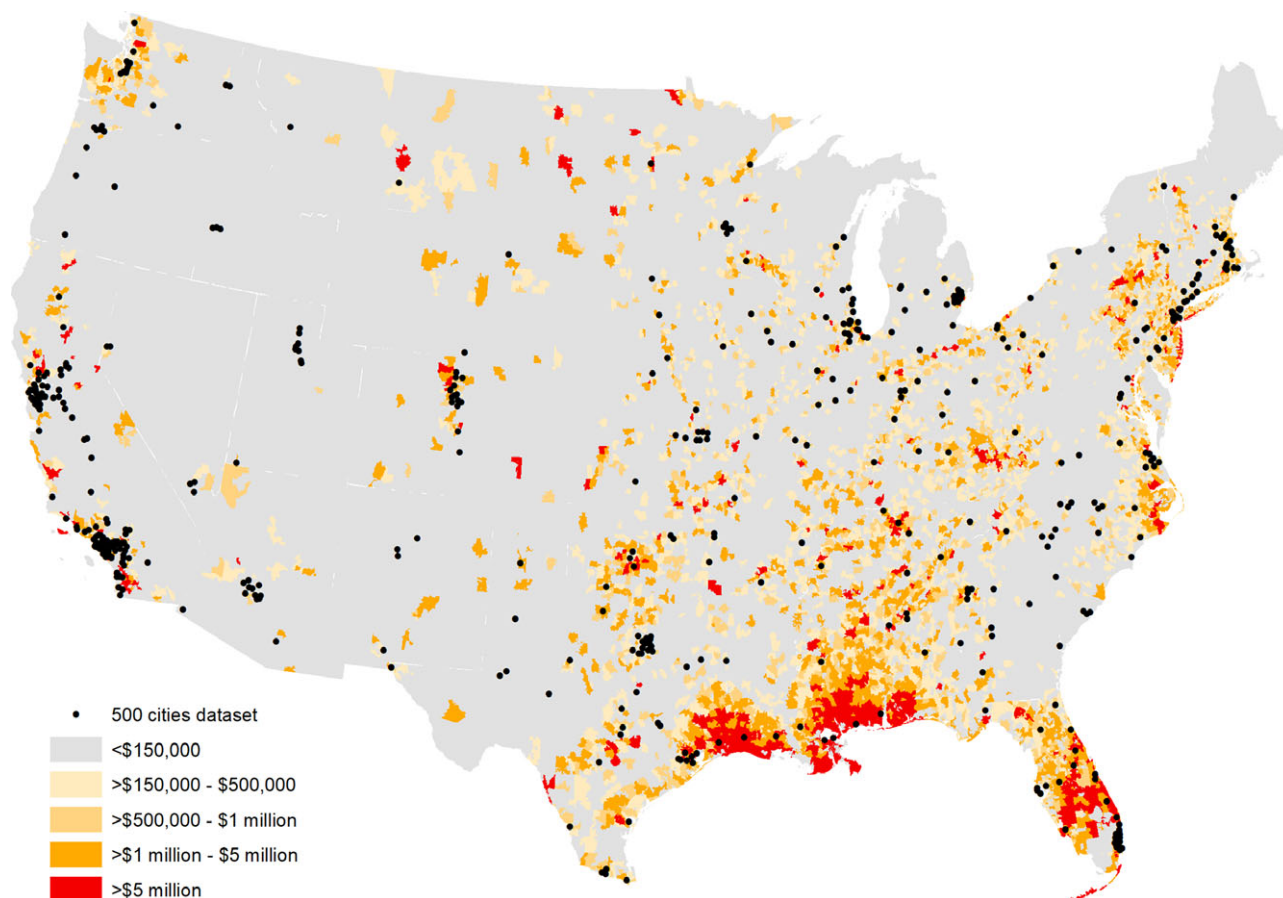 500 cities dataset
<$150,000
>$150,000 - $500,000
>$500,000 - $1 million
>$1 million - $5 million
>$5 million